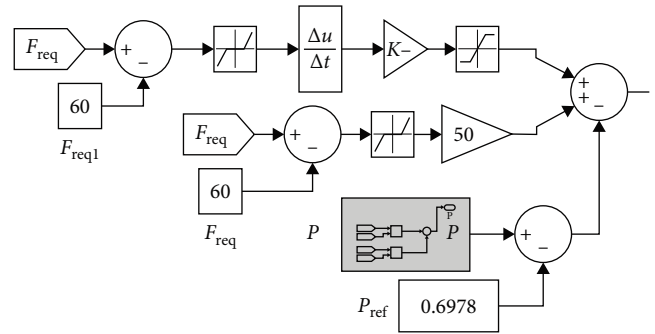 F_req
+
−
Δu
Δt
K−
60
F_req1
F_req
+
−
50
60
F_req
+
+
−
P
P
P
+
−
P_ref
0.6978